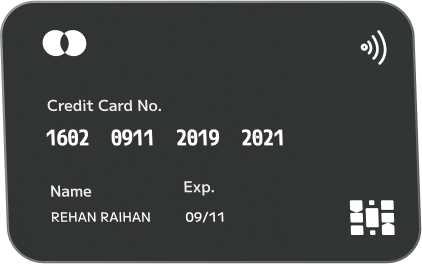 Credit Card No.
1602 0911 2019 2021
Name
Exp.
REHAN RAIHAN
09/11